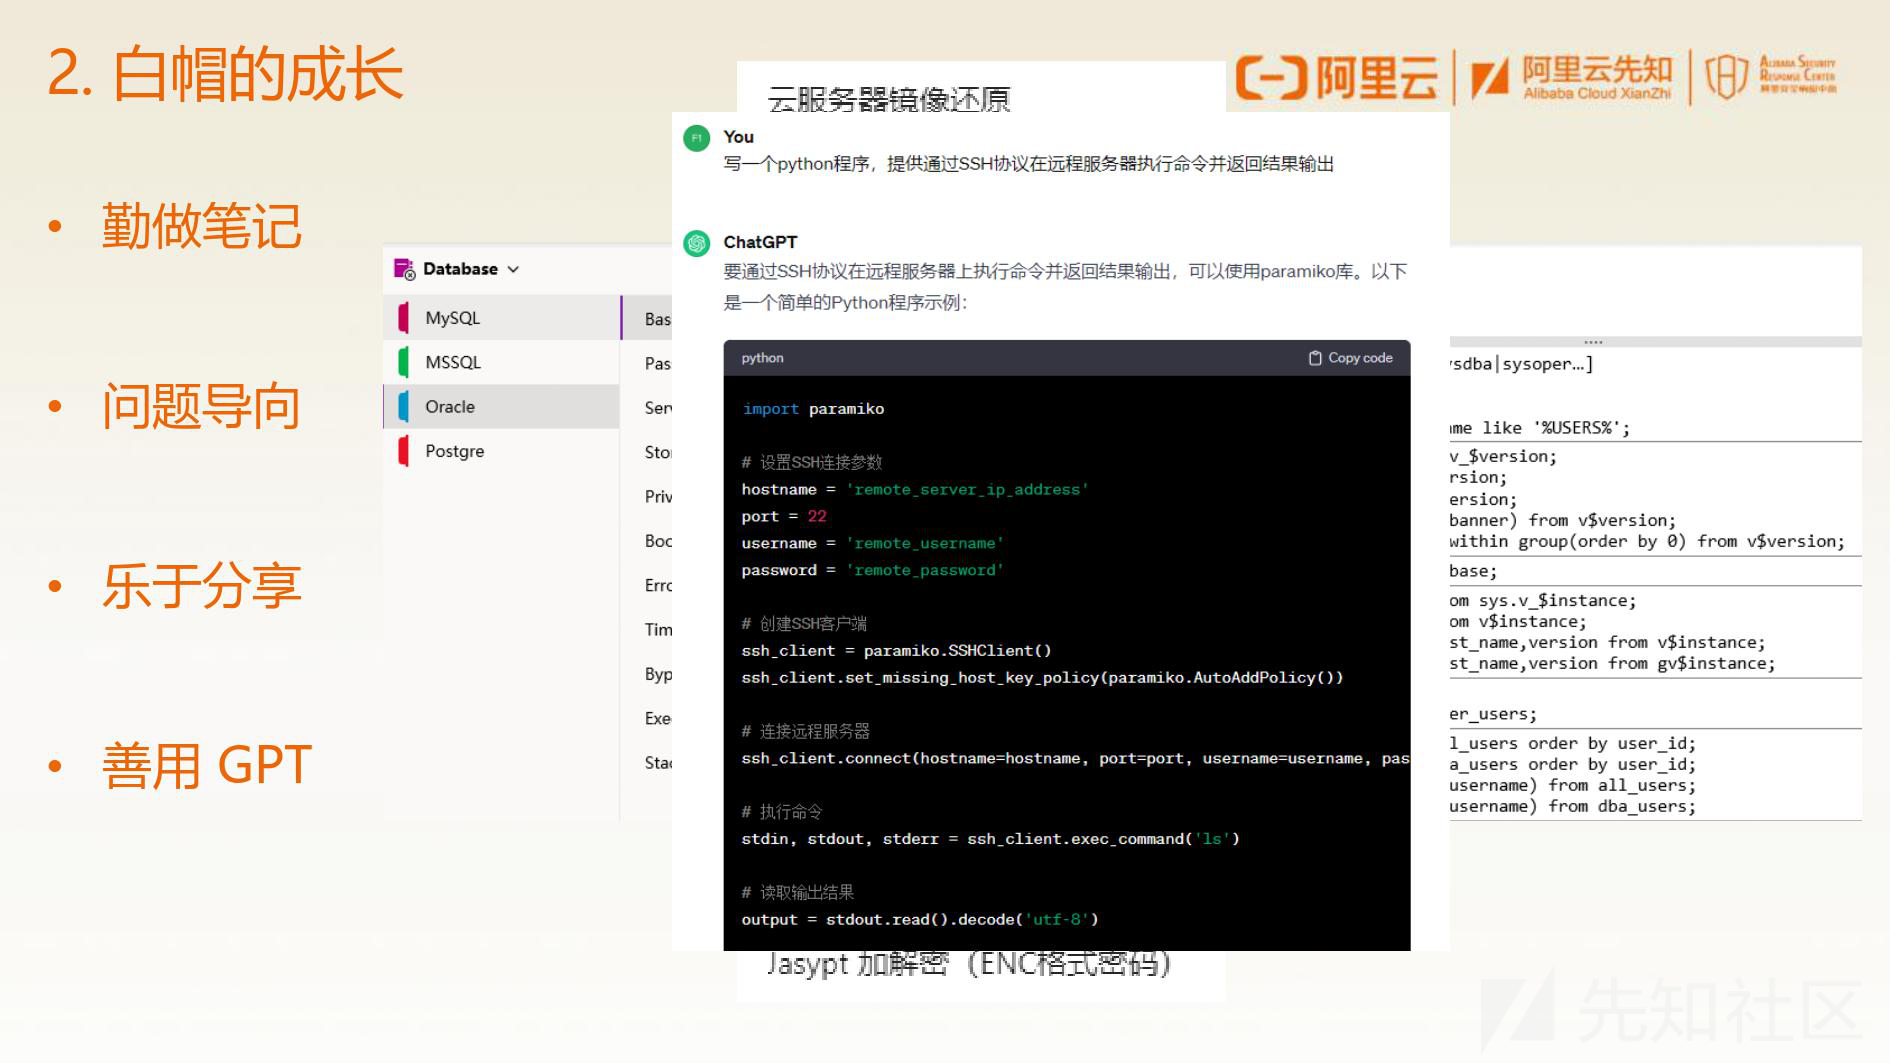 2. 白帽的成长
阿里云
阿里云先知
Alibaba Cloud XianZhi
Alibaba Security
Response Center
• 勤做笔记
• 问题导向
• 乐于分享
• 善用 GPT
云服务器镜像还原
Database
MySQL
MSSQL
Oracle
Postgre
Bas
Pas
Ser
Sto
Priv
Boo
Erro
Tim
Byp
Exe
Stac
You
写一个python程序，提供通过SSH协议在远程服务器执行命令并返回结果输出
ChatGPT
要通过SSH协议在远程服务器上执行命令并返回结果输出，可以使用paramiko库。以下
是一个简单的Python程序示例：
python
Copy code
import paramiko
# 设置SSH连接参数
hostname = 'remote_server_ip_address'
port = 22
username = 'remote_username'
password = 'remote_password'
# 创建SSH客户端
ssh_client = paramiko.SSHClient()
ssh_client.set_missing_host_key_policy(paramiko.AutoAddPolicy())
# 连接远程服务器
ssh_client.connect(hostname=hostname, port=port, username=username, pas
# 执行命令
stdin, stdout, stderr = ssh_client.exec_command('ls')
# 读取输出结果
output = stdout.read().decode('utf-8')
ysdba|sysoper…]
me like '%USERS%';
v_$version;
rsion;
ersion;
banner) from v$version;
within group(order by 0) from v$version;
base;
om sys.v_$instance;
om v$instance;
st_name,version from v$instance;
st_name,version from gv$instance;
er_users;
l_users order by user_id;
a_users order by user_id;
username) from all_users;
username) from dba_users;
Jasypt 加解密（ENC格式密码）
先知社区